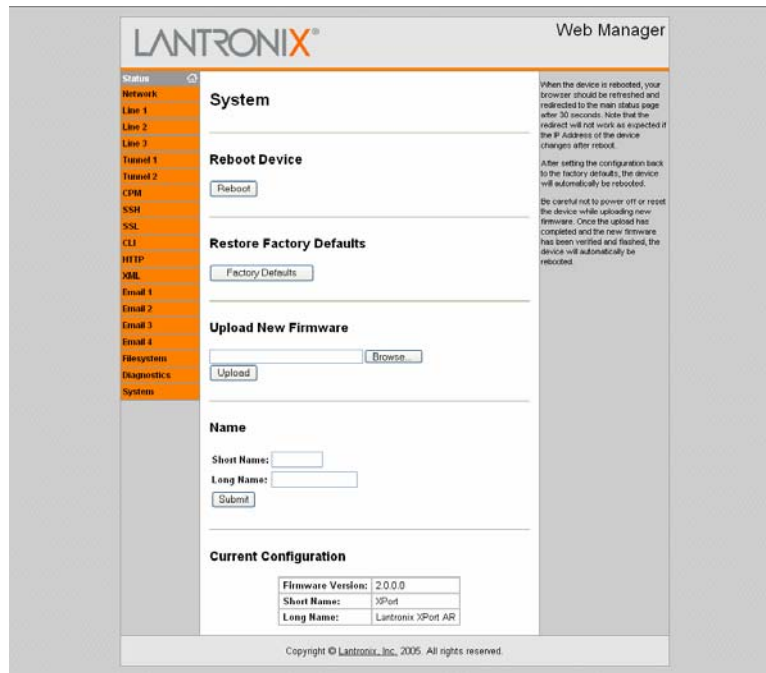 LANTRONIX®
Web Manager
Status
Network
Line 1
Line 2
Line 3
Tunnel 1
Tunnel 2
CPM
SSH
SSL
CLI
HTTP
XML
Email 1
Email 2
Email 3
Email 4
Filesystem
Diagnostics
System
System
Reboot Device
Reboot
Restore Factory Defaults
Factory Defaults
Upload New Firmware
Browse...
Upload
Name
Short Name:
Long Name:
Submit
Current Configuration
Firmware Version: 2.0.0.0
Short Name: XPort
Long Name: Lantronix XPort AR
When the device is rebooted, your
browser should be refreshed and
redirected to the main status page
after 30 seconds. Note that the
redirect will not work as expected if
the IP Address of the device
changes after reboot.
After setting the configuration back
to the factory defaults, the device
will automatically be rebooted.
Be careful not to power off or reset
the device while uploading new
firmware. Once the upload has
completed and the new firmware
has been verified and flashed, the
device will automatically be
rebooted.
Copyright © Lantronix, Inc. 2005. All rights reserved.